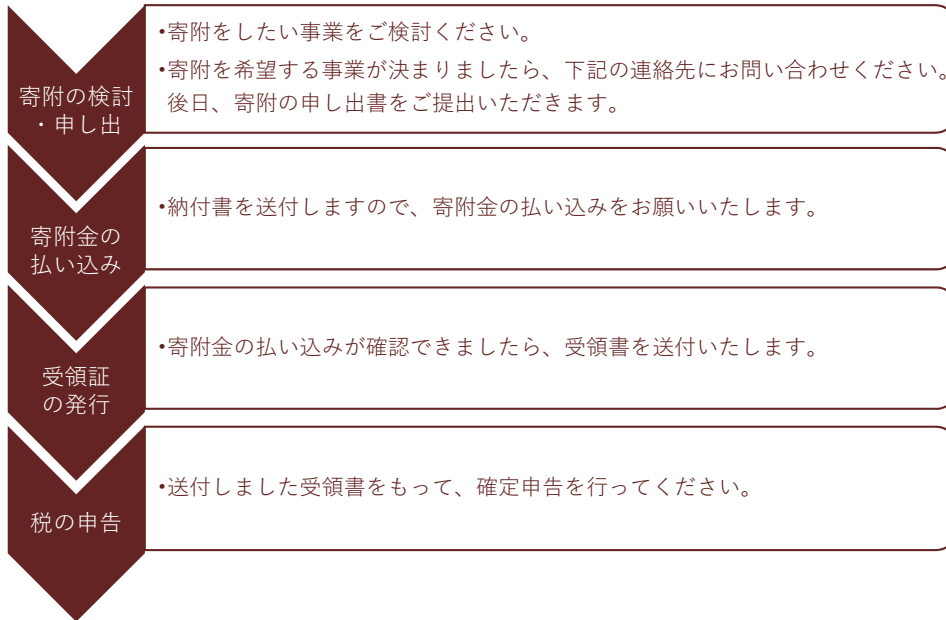 寄附の検討
・申し出
•寄附をしたい事業をご検討ください。
•寄附を希望する事業が決まりましたら、下記の連絡先にお問い合わせください。
後日、寄附の申し出書をご提出いただきます。
寄附金の
払い込み
•納付書を送付しますので、寄附金の払い込みをお願いいたします。
受領証
の発行
•寄附金の払い込みが確認できましたら、受領書を送付いたします。
税の申告
•送付しました受領書をもって、確定申告を行ってください。